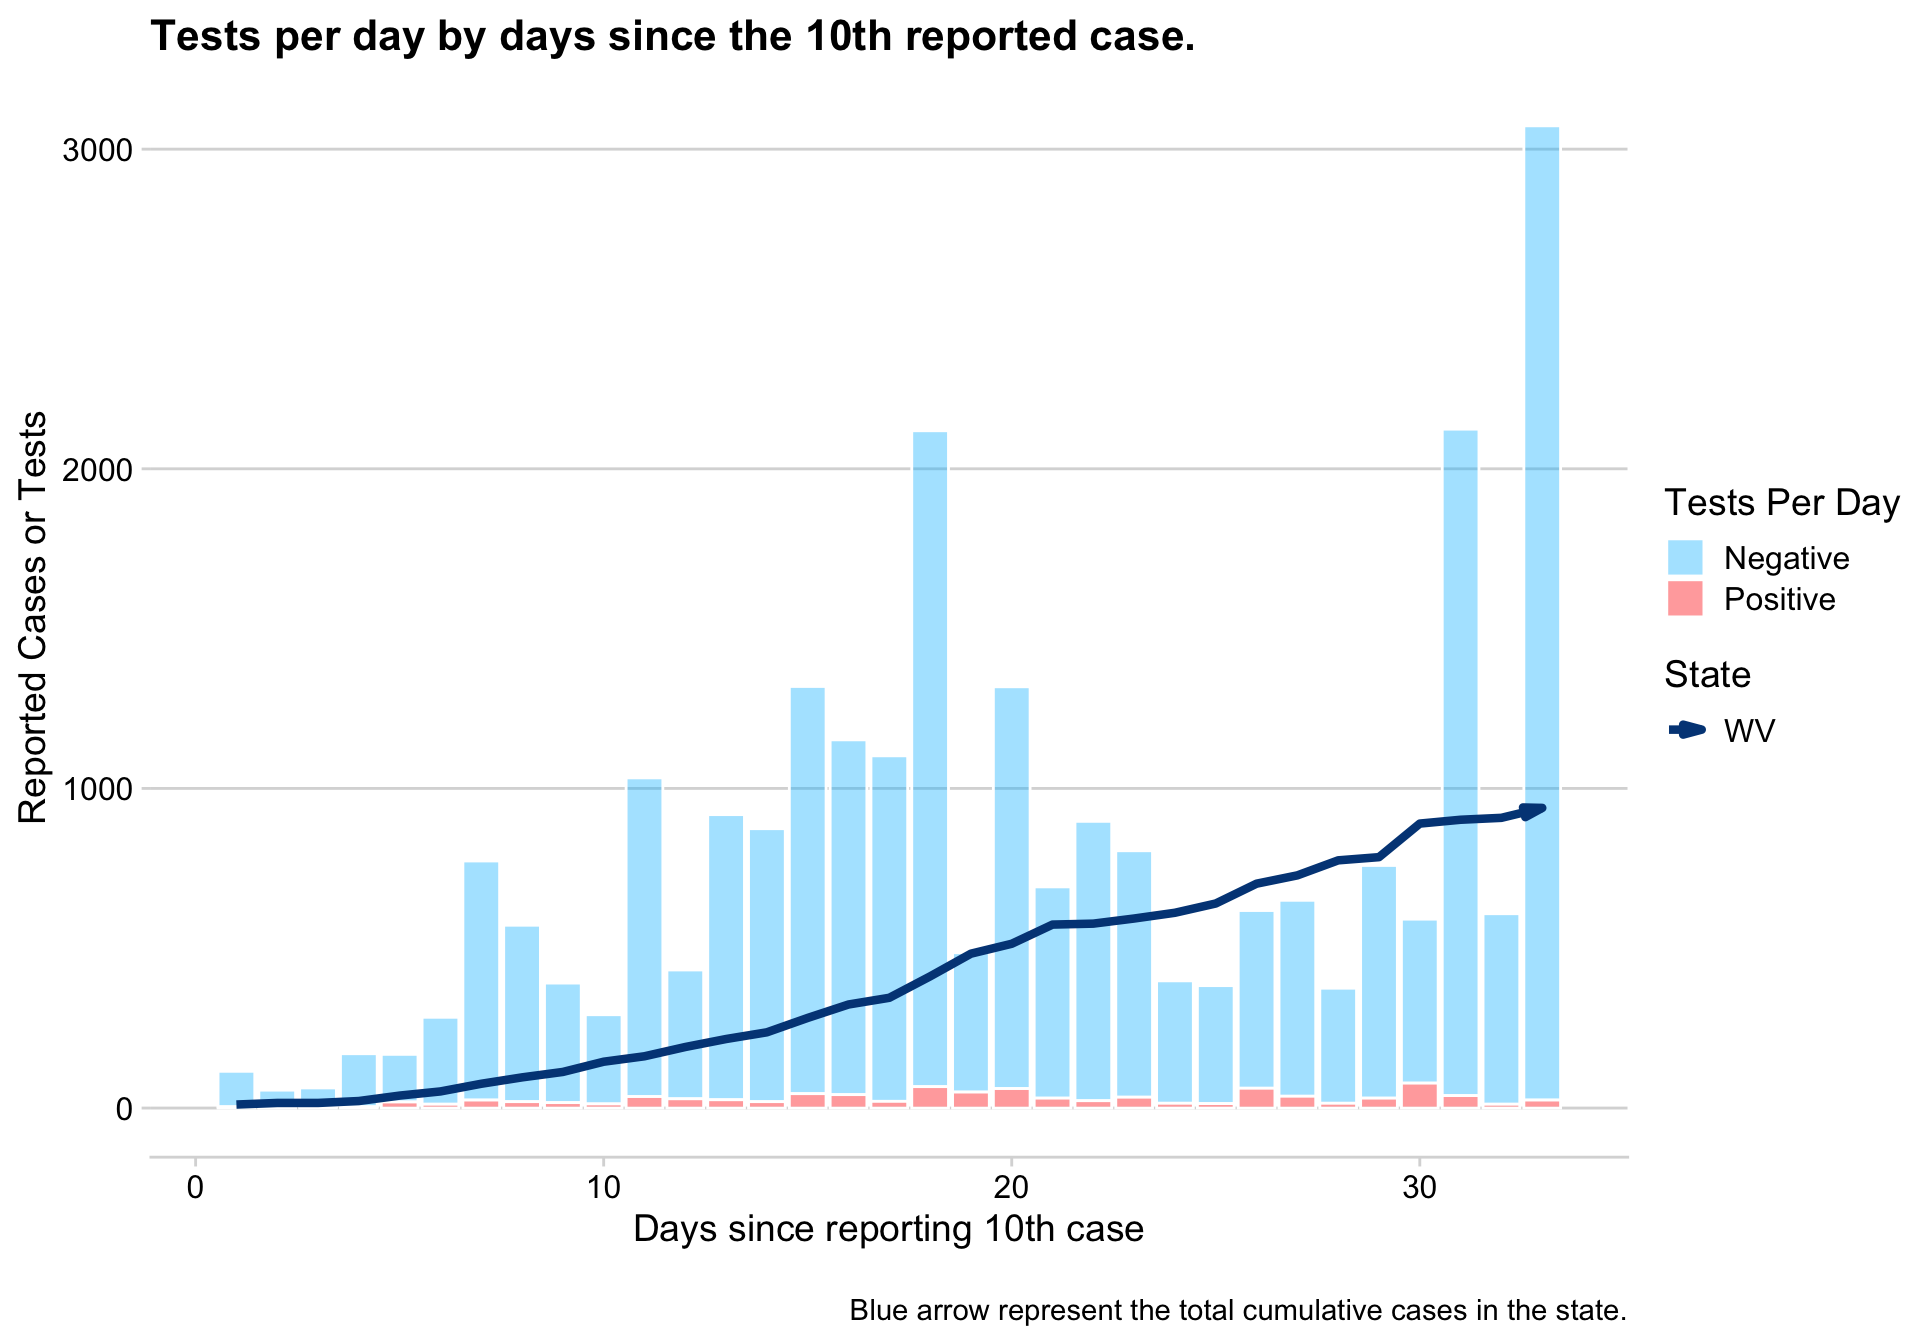 Tests per day by days since the 10th reported case.
Reported Cases or Tests
3000
2000
1000
0
0 10 20 30
Days since reporting 10th case
Tests Per Day
Negative
Positive
State
WV
Blue arrow represent the total cumulative cases in the state.